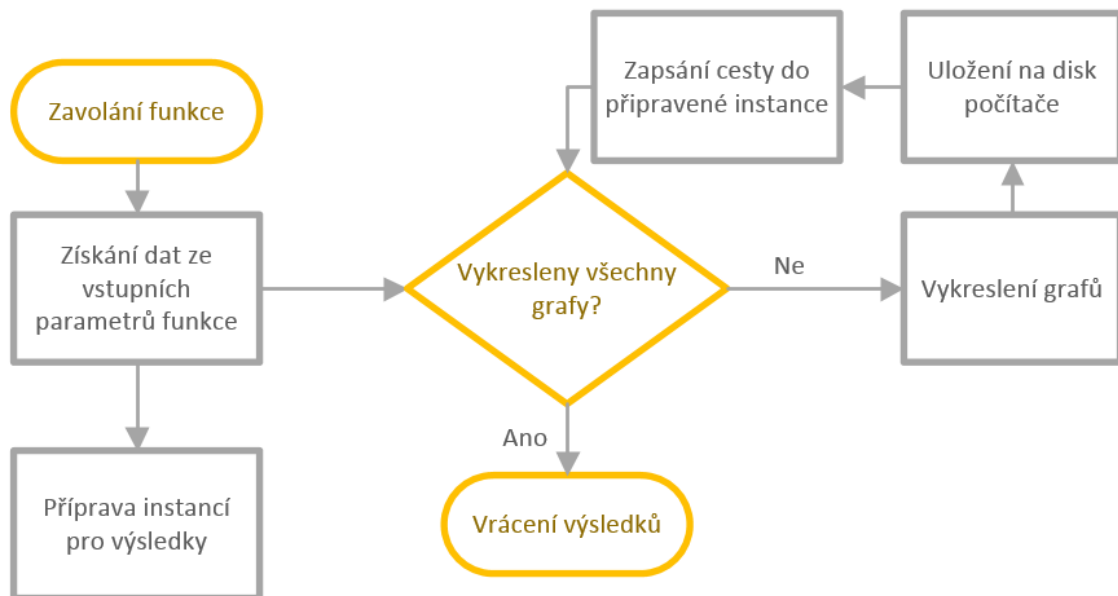 Zavolání funkce
Získání dat ze
vstupních
parametrů funkce
Příprava instancí
pro výsledky
Vykresleny všechny
grafy?
Ne
Vykreslení grafů
Uložení na disk
počítače
Zapsání cesty do
připravené instance
Ano
Vrácení výsledků